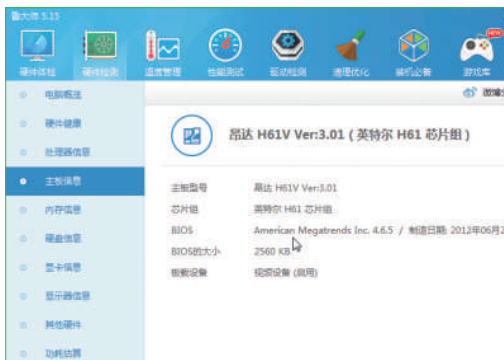 鲁大师 5.15
硬件体检 硬件检测 温度管理 性能测试 驱动检测 清理优化 装机必备 游戏库
NEW
电脑概览
硬件健康
处理器信息
主板信息
内存信息
硬盘信息
显卡信息
显示器信息
其他硬件
功耗估算
微博
昂达 H61V Ver:3.01 ( 英特尔 H61 芯片组 )
主板型号 昂达 H61V Ver:3.01
芯片组 英特尔 H61 芯片组
BIOS American Megatrends Inc. 4.6.5 / 制造日期: 2012年06月2
BIOS的大小 2560 KB
板载设备 视频设备 (启用)